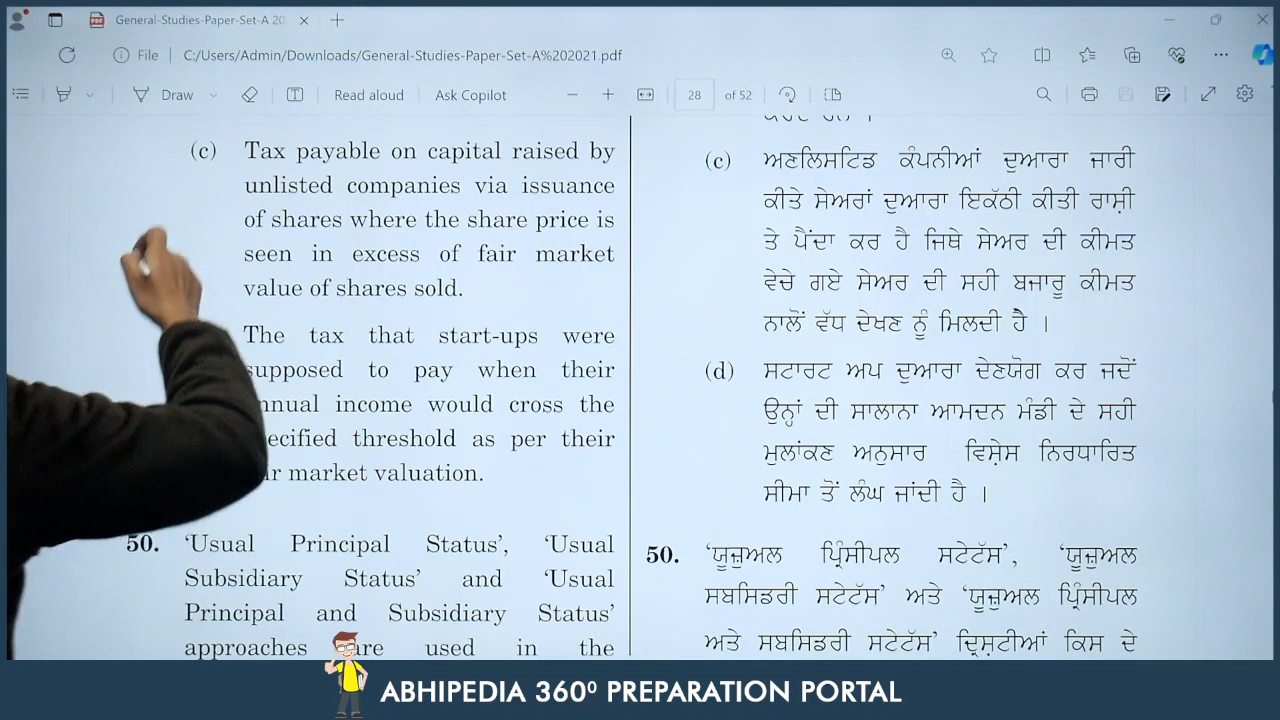 General-Studies-Paper-Set-A 20
File C:/Users/Admin/Downloads/General-Studies-Paper-Set-A%202021.pdf
Draw Read aloud Ask Copilot 28 of 52
(c) Tax payable on capital raised by
unlisted companies via issuance
of shares where the share price is
seen in excess of fair market
value of shares sold.
The tax that start-ups were
supposed to pay when their
annual income would cross the
specified threshold as per their
fair market valuation.
50. ‘Usual Principal Status’, ‘Usual
Subsidiary Status’ and ‘Usual
Principal and Subsidiary Status’
approaches are used in the
(c) ਅਣਲਿਸਟਿਡ ਕੰਪਨੀਆਂ ਦੁਆਰਾ ਜਾਰੀ
ਕੀਤੇ ਸੇਅਰਾਂ ਦੁਆਰਾ ਇਕੱਠੀ ਕੀਤੀ ਰਾਸ਼ੀ
ਤੇ ਪੈਂਦਾ ਕਰ ਹੈ ਜਿਥੇ ਸੇਅਰ ਦੀ ਕੀਮਤ
ਵੇਚੇ ਗਏ ਸੇਅਰ ਦੀ ਸਹੀ ਬਜਾਰੂ ਕੀਮਤ
ਨਾਲੋਂ ਵੱਧ ਦੇਖਣ ਨੂੰ ਮਿਲਦੀ ਹੈ ।
(d) ਸਟਾਰਟ ਅਪ ਦੁਆਰਾ ਦੇਣਯੋਗ ਕਰ ਜਦੋਂ
ਉਨ੍ਹਾਂ ਦੀ ਸਾਲਾਨਾ ਆਮਦਨ ਮੰਡੀ ਦੇ ਸਹੀ
ਮੁਲਾਂਕਣ ਅਨੁਸਾਰ ਵਿਸ਼ੇਸ ਨਿਰਧਾਰਿਤ
ਸੀਮਾ ਤੋਂ ਲੰਘ ਜਾਂਦੀ ਹੈ ।
50. ‘ਯੂਜ਼ੁਅਲ ਪ੍ਰਿੰਸੀਪਲ ਸਟੇਟੱਸ’, ‘ਯੂਜ਼ੁਅਲ
ਸਬਸਿਡਰੀ ਸਟੇਟੱਸ’ ਅਤੇ ‘ਯੂਜ਼ੁਅਲ ਪ੍ਰਿੰਸੀਪਲ
ਅਤੇ ਸਬਸਿਡਰੀ ਸਟੇਟੱਸ’ ਦ੍ਰਿਸ਼ਟੀਆਂ ਕਿਸ ਦੇ
ABHIPEDIA 360⁰ PREPARATION PORTAL